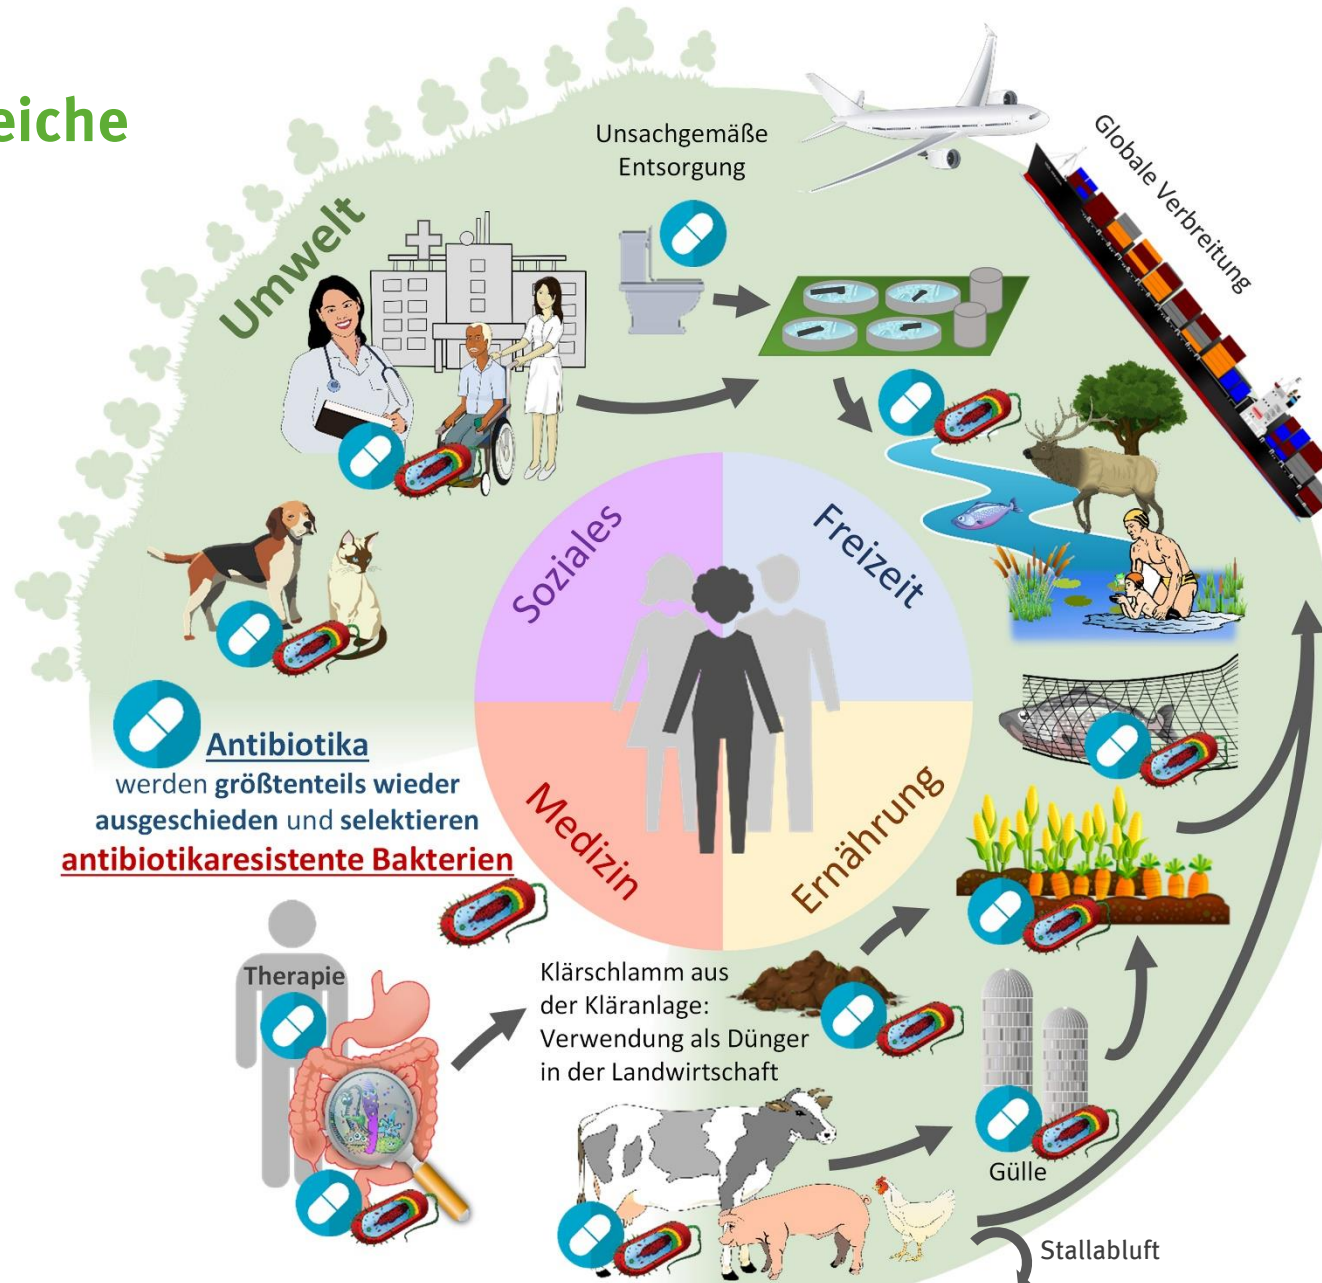 eiche
Unsachgemäße
Entsorgung
Globale Verbreitung
Umwelt
Soziales
Freizeit
Medizin
Ernährung
Antibiotika
werden größtenteils wieder
ausgeschieden und selektieren
antibiotikaresistente Bakterien
Therapie
Klärschlamm aus
der Kläranlage:
Verwendung als Dünger
in der Landwirtschaft
Gülle
Stallabluft